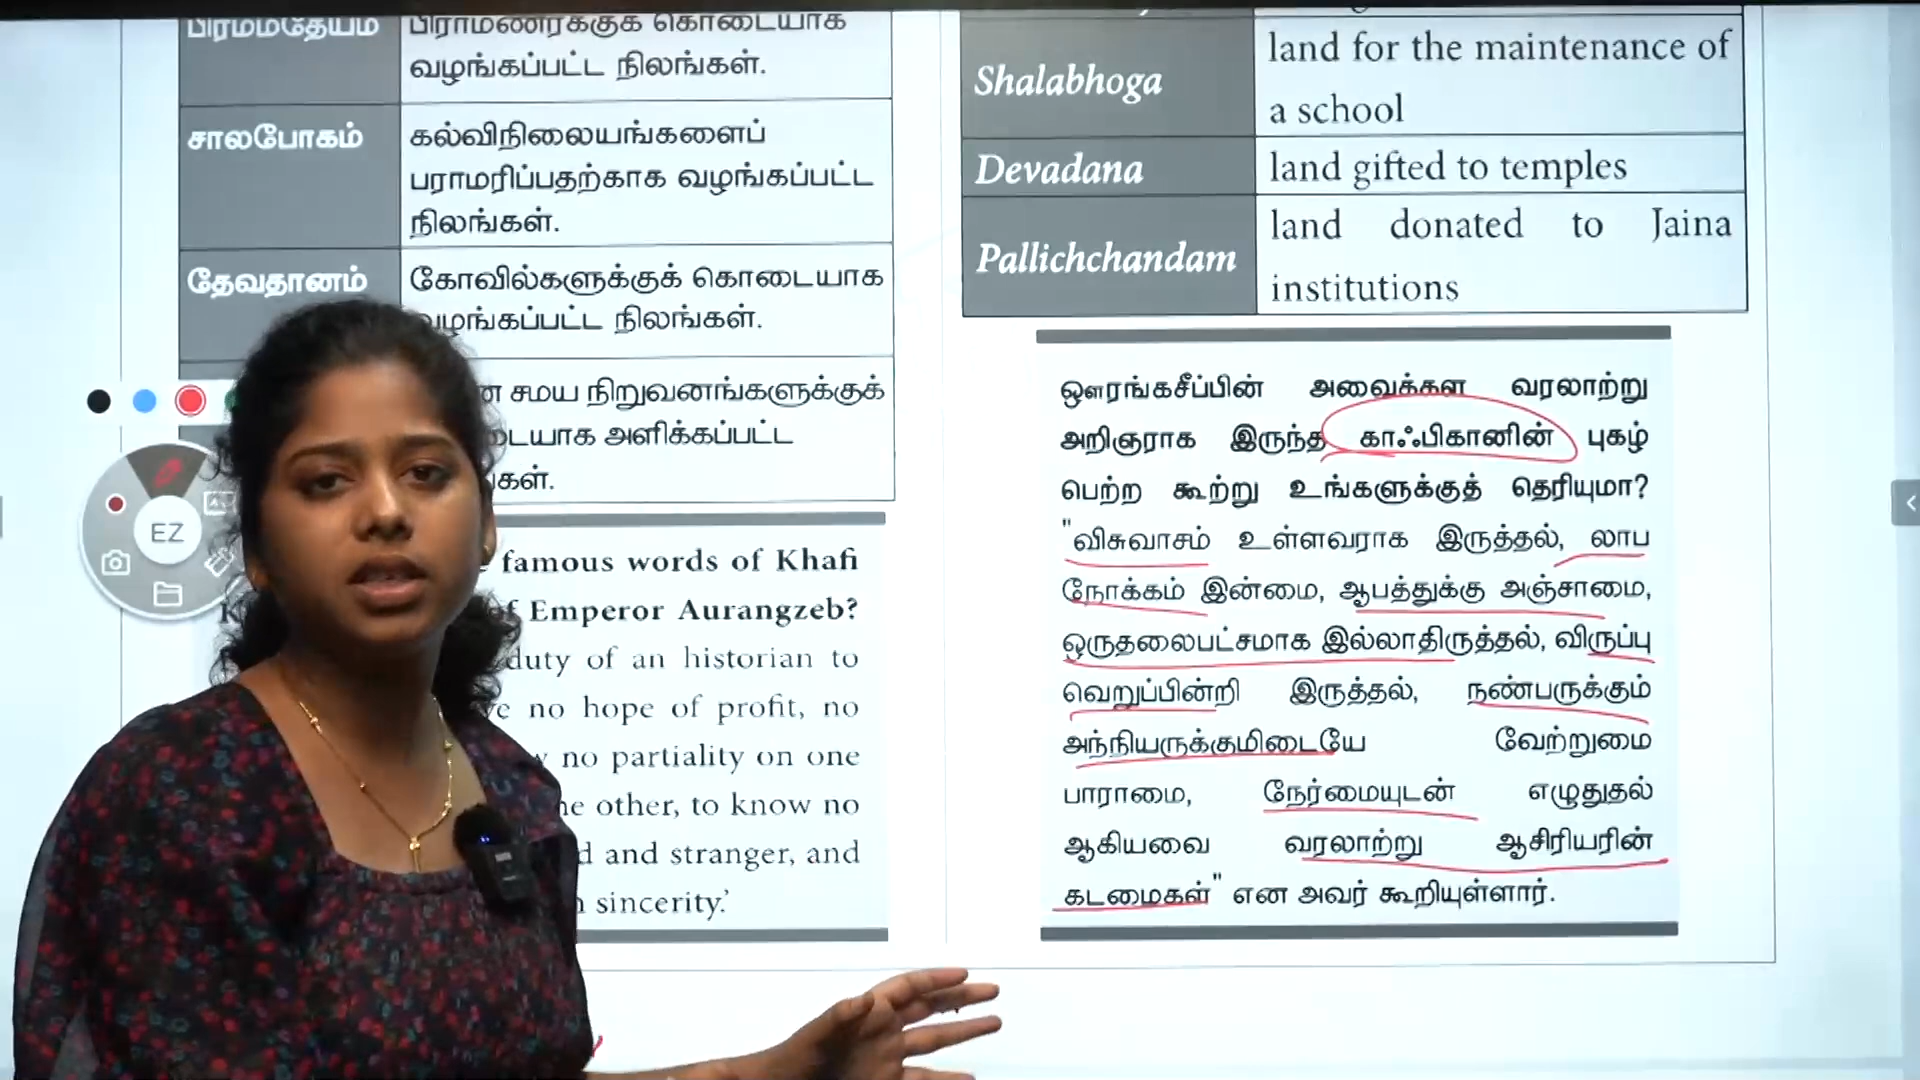 பிரம்மதேயம்
பிராமணர்க்குக் கொடையாக
வழங்கப்பட்ட நிலங்கள்.
சாலபோகம்
கல்விநிலையங்களைப்
பராமரிப்பதற்காக வழங்கப்பட்ட
நிலங்கள்.
தேவதானம்
கோவில்களுக்குக் கொடையாக
வழங்கப்பட்ட நிலங்கள்.
சமய நிறுவனங்களுக்குக்
அளிக்கப்பட்ட
famous words of Khafi
Emperor Aurangzeb?
duty of an historian to
no hope of profit, no
no partiality on one
other, to know no
and stranger, and
sincerity.'
Shalabhoga
land for the maintenance of
a school
Devadana
land gifted to temples
Pallichchandam
land donated to Jaina
institutions
ஔரங்கசீப்பின் அவைக்கள வரலாற்று
அறிஞராக இருந்த காஃபிகானின் புகழ்
பெற்ற கூற்று உங்களுக்குத் தெரியுமா?
"விசுவாசம் உள்ளவராக இருத்தல், லாப
நோக்கம் இன்மை, ஆபத்துக்கு அஞ்சாமை,
ஒருதலைபட்சமாக இல்லாதிருத்தல், விருப்பு
வெறுப்பின்றி இருத்தல், நண்பருக்கும்
அந்நியருக்குமிடையே வேற்றுமை
பாராமை, நேர்மையுடன் எழுதுதல்
ஆகியவை வரலாற்று ஆசிரியரின்
கடமைகள்" என அவர் கூறியுள்ளார்.
EZ